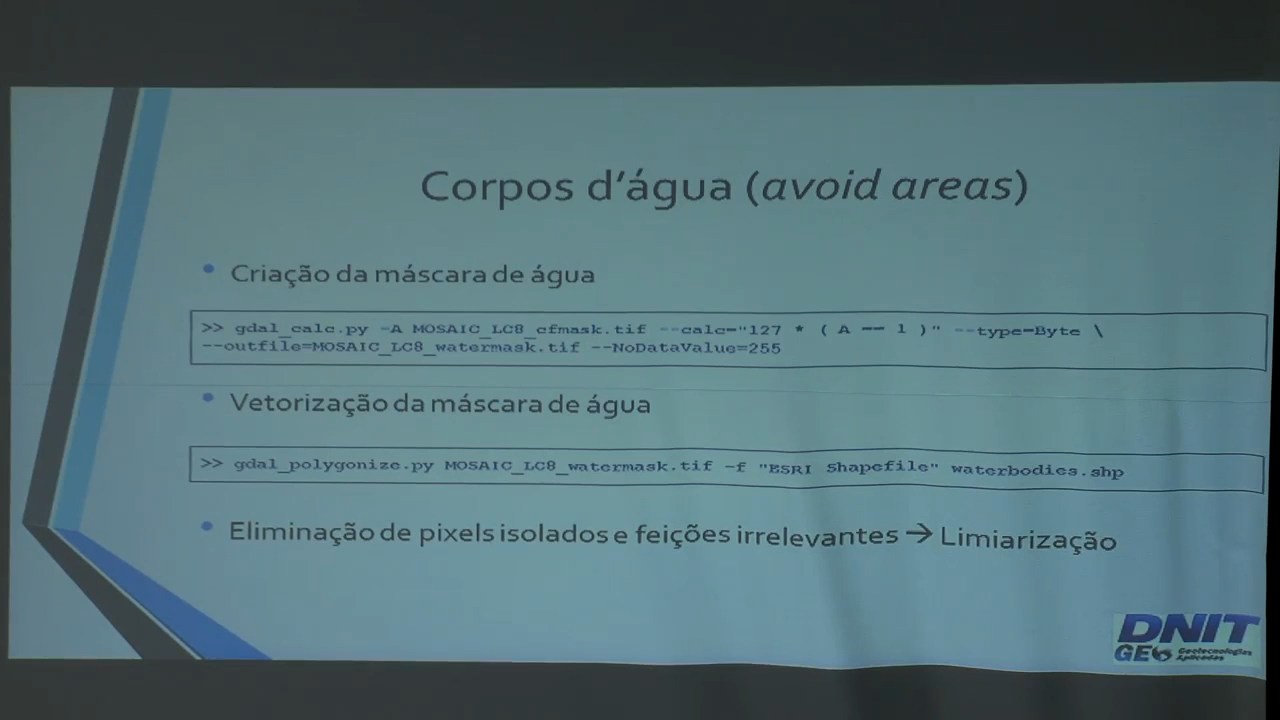 Corpos d'água (avoid areas)
• Criação da máscara de água
>> gdal_calc.py -A MOSAIC_LC8_cfmask.tif --calc="127 * ( A == 1 )" --type=Byte \
--outfile=MOSAIC_LC8_watermask.tif --NoDataValue=255
• Vetorização da máscara de água
>> gdal_polygonize.py MOSAIC_LC8_watermask.tif -f "ESRI Shapefile" waterbodies.shp
• Eliminação de pixels isolados e feições irrelevantes → Limiarização
DNIT
GEO Geotecnologias
Aplicadas